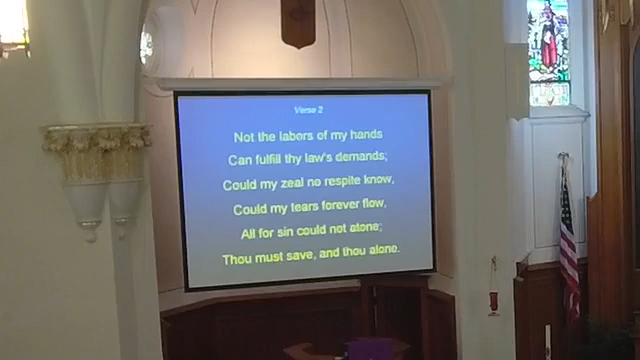 Verse 2
Not the labors of my hands
Can fulfill thy law's demands;
Could my zeal no respite know,
Could my tears forever flow,
All for sin could not atone;
Thou must save, and thou alone.